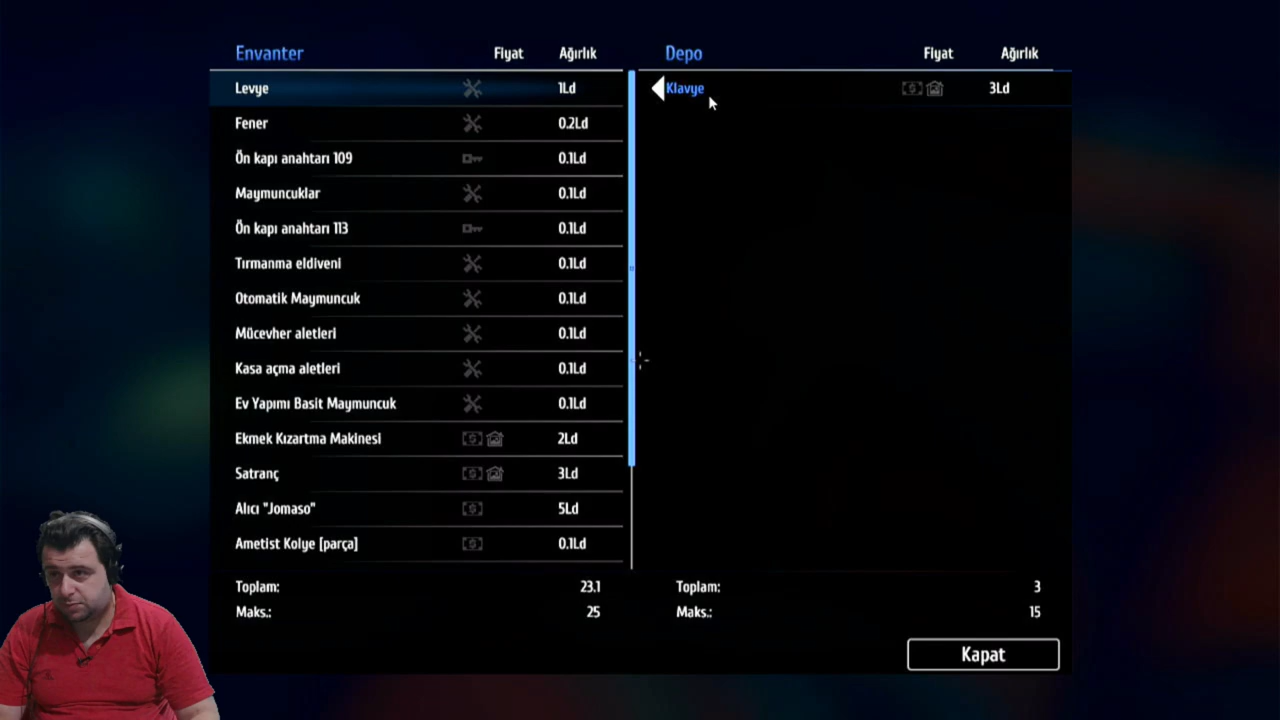 Envanter Fiyat Ağırlık
Levye 1Ld
Fener 0.2Ld
Ön kapı anahtarı 109 0.1Ld
Maymuncuklar 0.1Ld
Ön kapı anahtarı 113 0.1Ld
Tırmanma eldiveni 0.1Ld
Otomatik Maymuncuk 0.1Ld
Mücevher aletleri 0.1Ld
Kasa açma aletleri 0.1Ld
Ev Yapımı Basit Maymuncuk 0.1Ld
Ekmek Kızartma Makinesi 2Ld
Satranç 3Ld
Alıcı "Jomaso" 5Ld
Ametist Kolye [parça] 0.1Ld
Toplam: 23.1
Maks.: 25
Depo Fiyat Ağırlık
Klavye 3Ld
Toplam: 3
Maks.: 15
Kapat